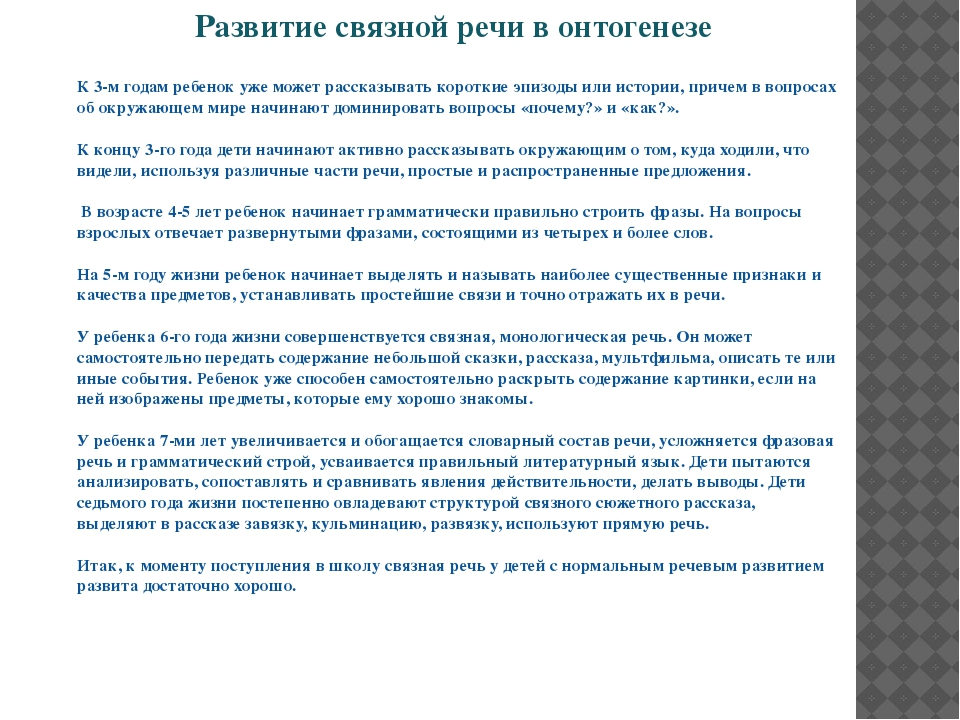 Развитие связной речи в онтогенезе
К 3-м годам ребенок уже может рассказывать короткие эпизоды или истории, причем в вопросах
об окружающем мире начинают доминировать вопросы «почему?» и «как?».
К концу 3-го года дети начинают активно рассказывать окружающим о том, куда ходили, что
видели, используя различные части речи, простые и распространенные предложения.
В возрасте 4-5 лет ребенок начинает грамматически правильно строить фразы. На вопросы
взрослых отвечает развернутыми фразами, состоящими из четырех и более слов.
На 5-м году жизни ребенок начинает выделять и называть наиболее существенные признаки и
качества предметов, устанавливать простейшие связи и точно отражать их в речи.
У ребенка 6-го года жизни совершенствуется связная, монологическая речь. Он может
самостоятельно передать содержание небольшой сказки, рассказа, мультфильма, описать те или
иные события. Ребенок уже способен самостоятельно раскрыть содержание картинки, если на
ней изображены предметы, которые ему хорошо знакомы.
У ребенка 7-ми лет увеличивается и обогащается словарный состав речи, усложняется фразовая
речь и грамматический строй, усваивается правильный литературный язык. Дети пытаются
анализировать, сопоставлять и сравнивать явления действительности, делать выводы. Дети
седьмого года жизни постепенно овладевают структурой связного сюжетного рассказа,
выделяют в рассказе завязку, кульминацию, развязку, используют прямую речь.
Итак, к моменту поступления в школу связная речь у детей с нормальным речевым развитием
развита достаточно хорошо.